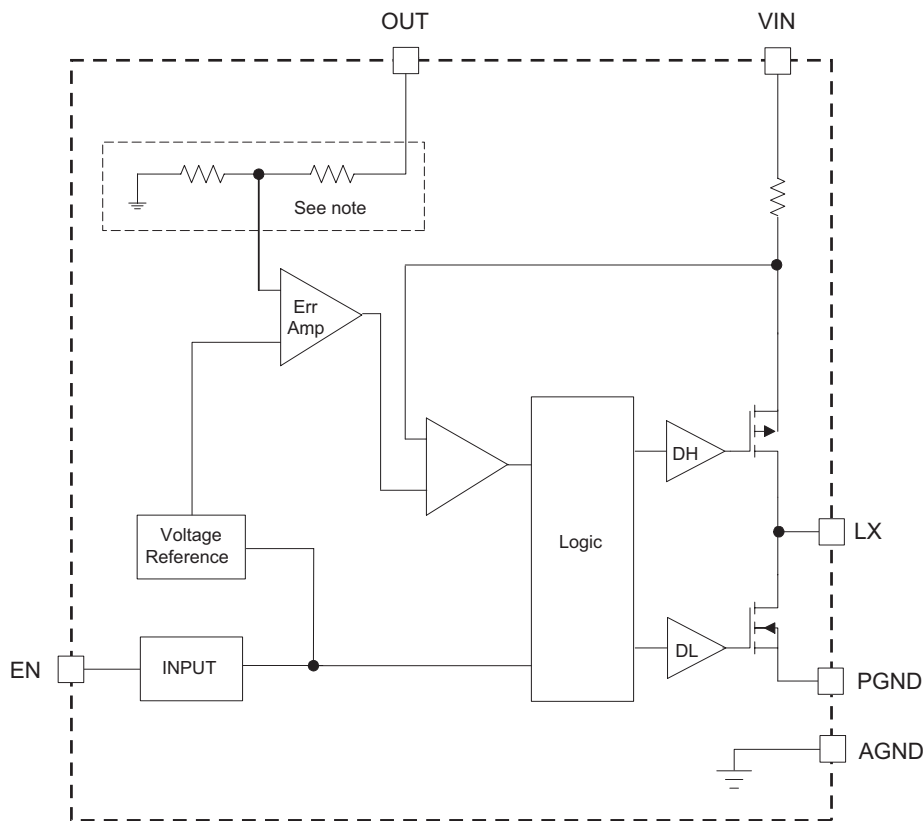 OUT
VIN
See note
Err
Amp
DH
Voltage
Reference
Logic
LX
EN
INPUT
DL
PGND
AGND